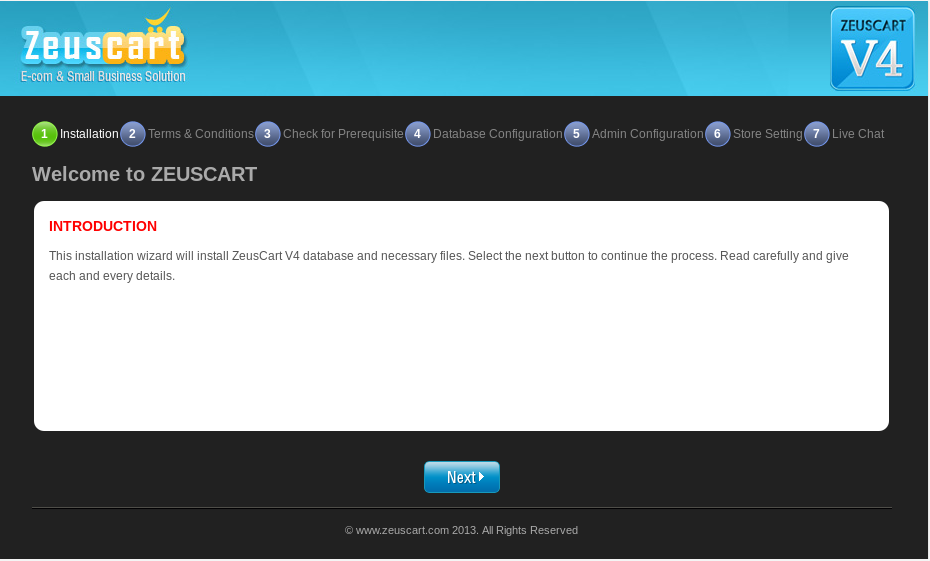 Zeuscart
E-com & Small Business Solution
ZEUSCART
V4
1 Installation 2 Terms & Conditions 3 Check for Prerequisite 4 Database Configuration 5 Admin Configuration 6 Store Setting 7 Live Chat
Welcome to ZEUSCART
INTRODUCTION
This installation wizard will install ZeusCart V4 database and necessary files. Select the next button to continue the process. Read carefully and give
each and every details.
Next
© www.zeuscart.com 2013. All Rights Reserved